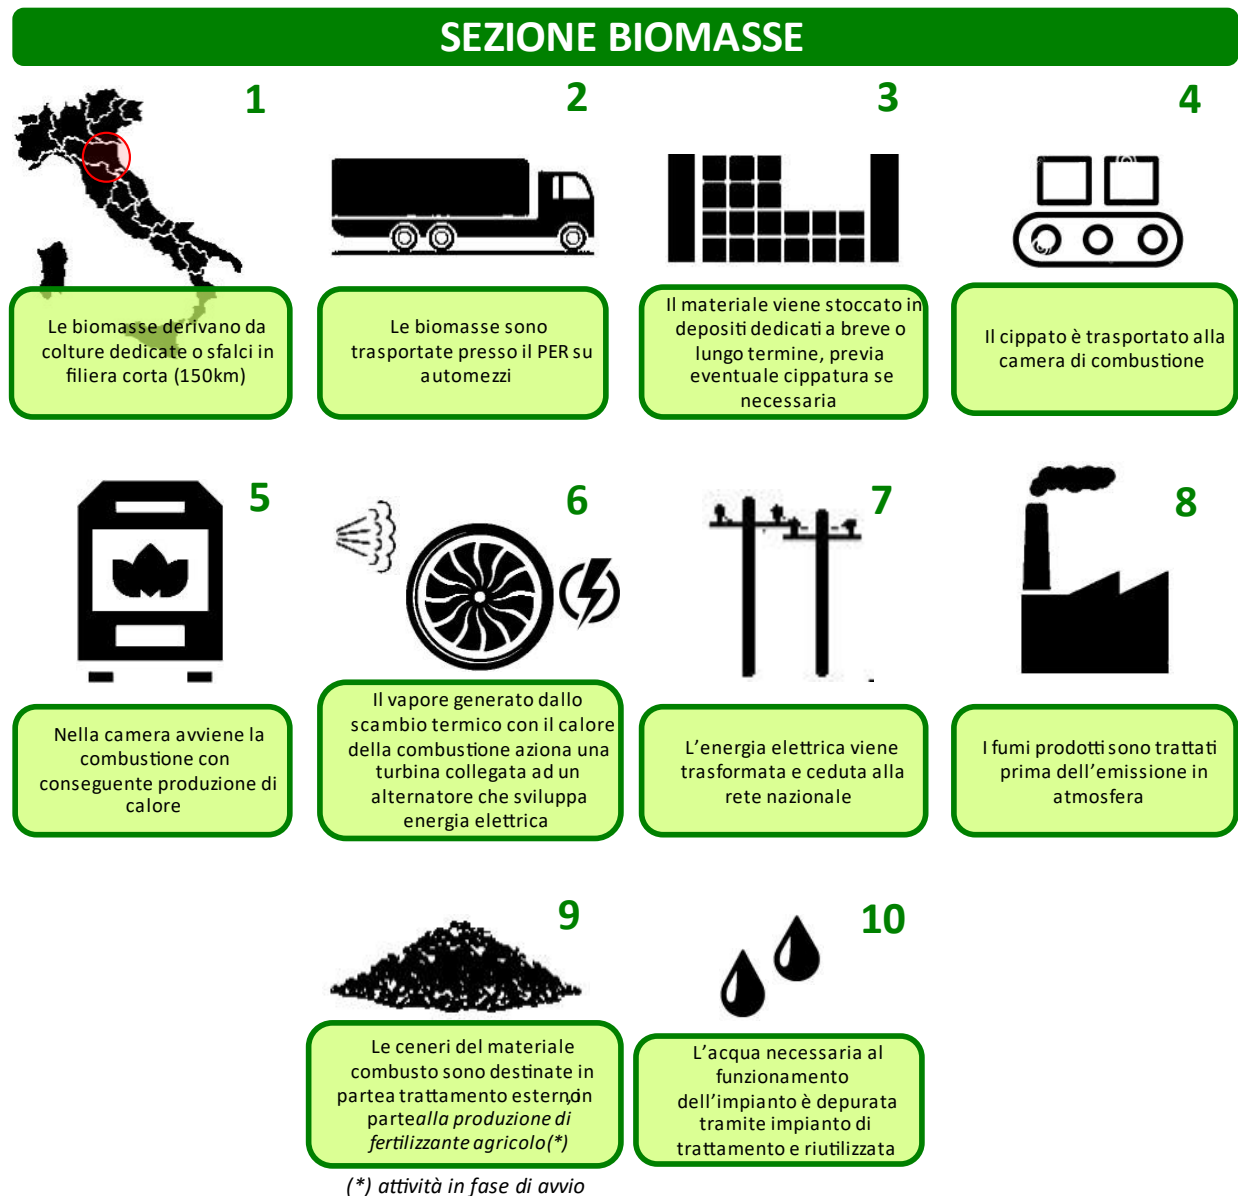 SEZIONE BIOMASSE
1
2
3
4
Le biomasse derivano da
colture dedicate o sfalci in
filiera corta (150km)
Le biomasse sono
trasportate presso il PER su
automezzi
Il materiale viene stoccato in
depositi dedicati a breve o
lungo termine, previa
eventuale cippatura se
necessaria
Il cippato è trasportato alla
camera di combustione
5
6
7
8
Nella camera avviene la
combustione con
conseguente produzione di
calore
Il vapore generato dallo
scambio termico con il calore
della combustione aziona una
turbina collegata ad un
alternatore che sviluppa
energia elettrica
L'energia elettrica viene
trasformata e ceduta alla
rete nazionale
I fumi prodotti sono trattati
prima dell'emissione in
atmosfera
9
10
Le ceneri del materiale
combusto sono destinate in
partea trattamento esterno, in
partealla produzione di
fertilizzante agricolo(*)
(*) attività in fase di avvio
L'acqua necessaria al
funzionamento
dell'impianto è depurata
tramite impianto di
trattamento e riutilizzata